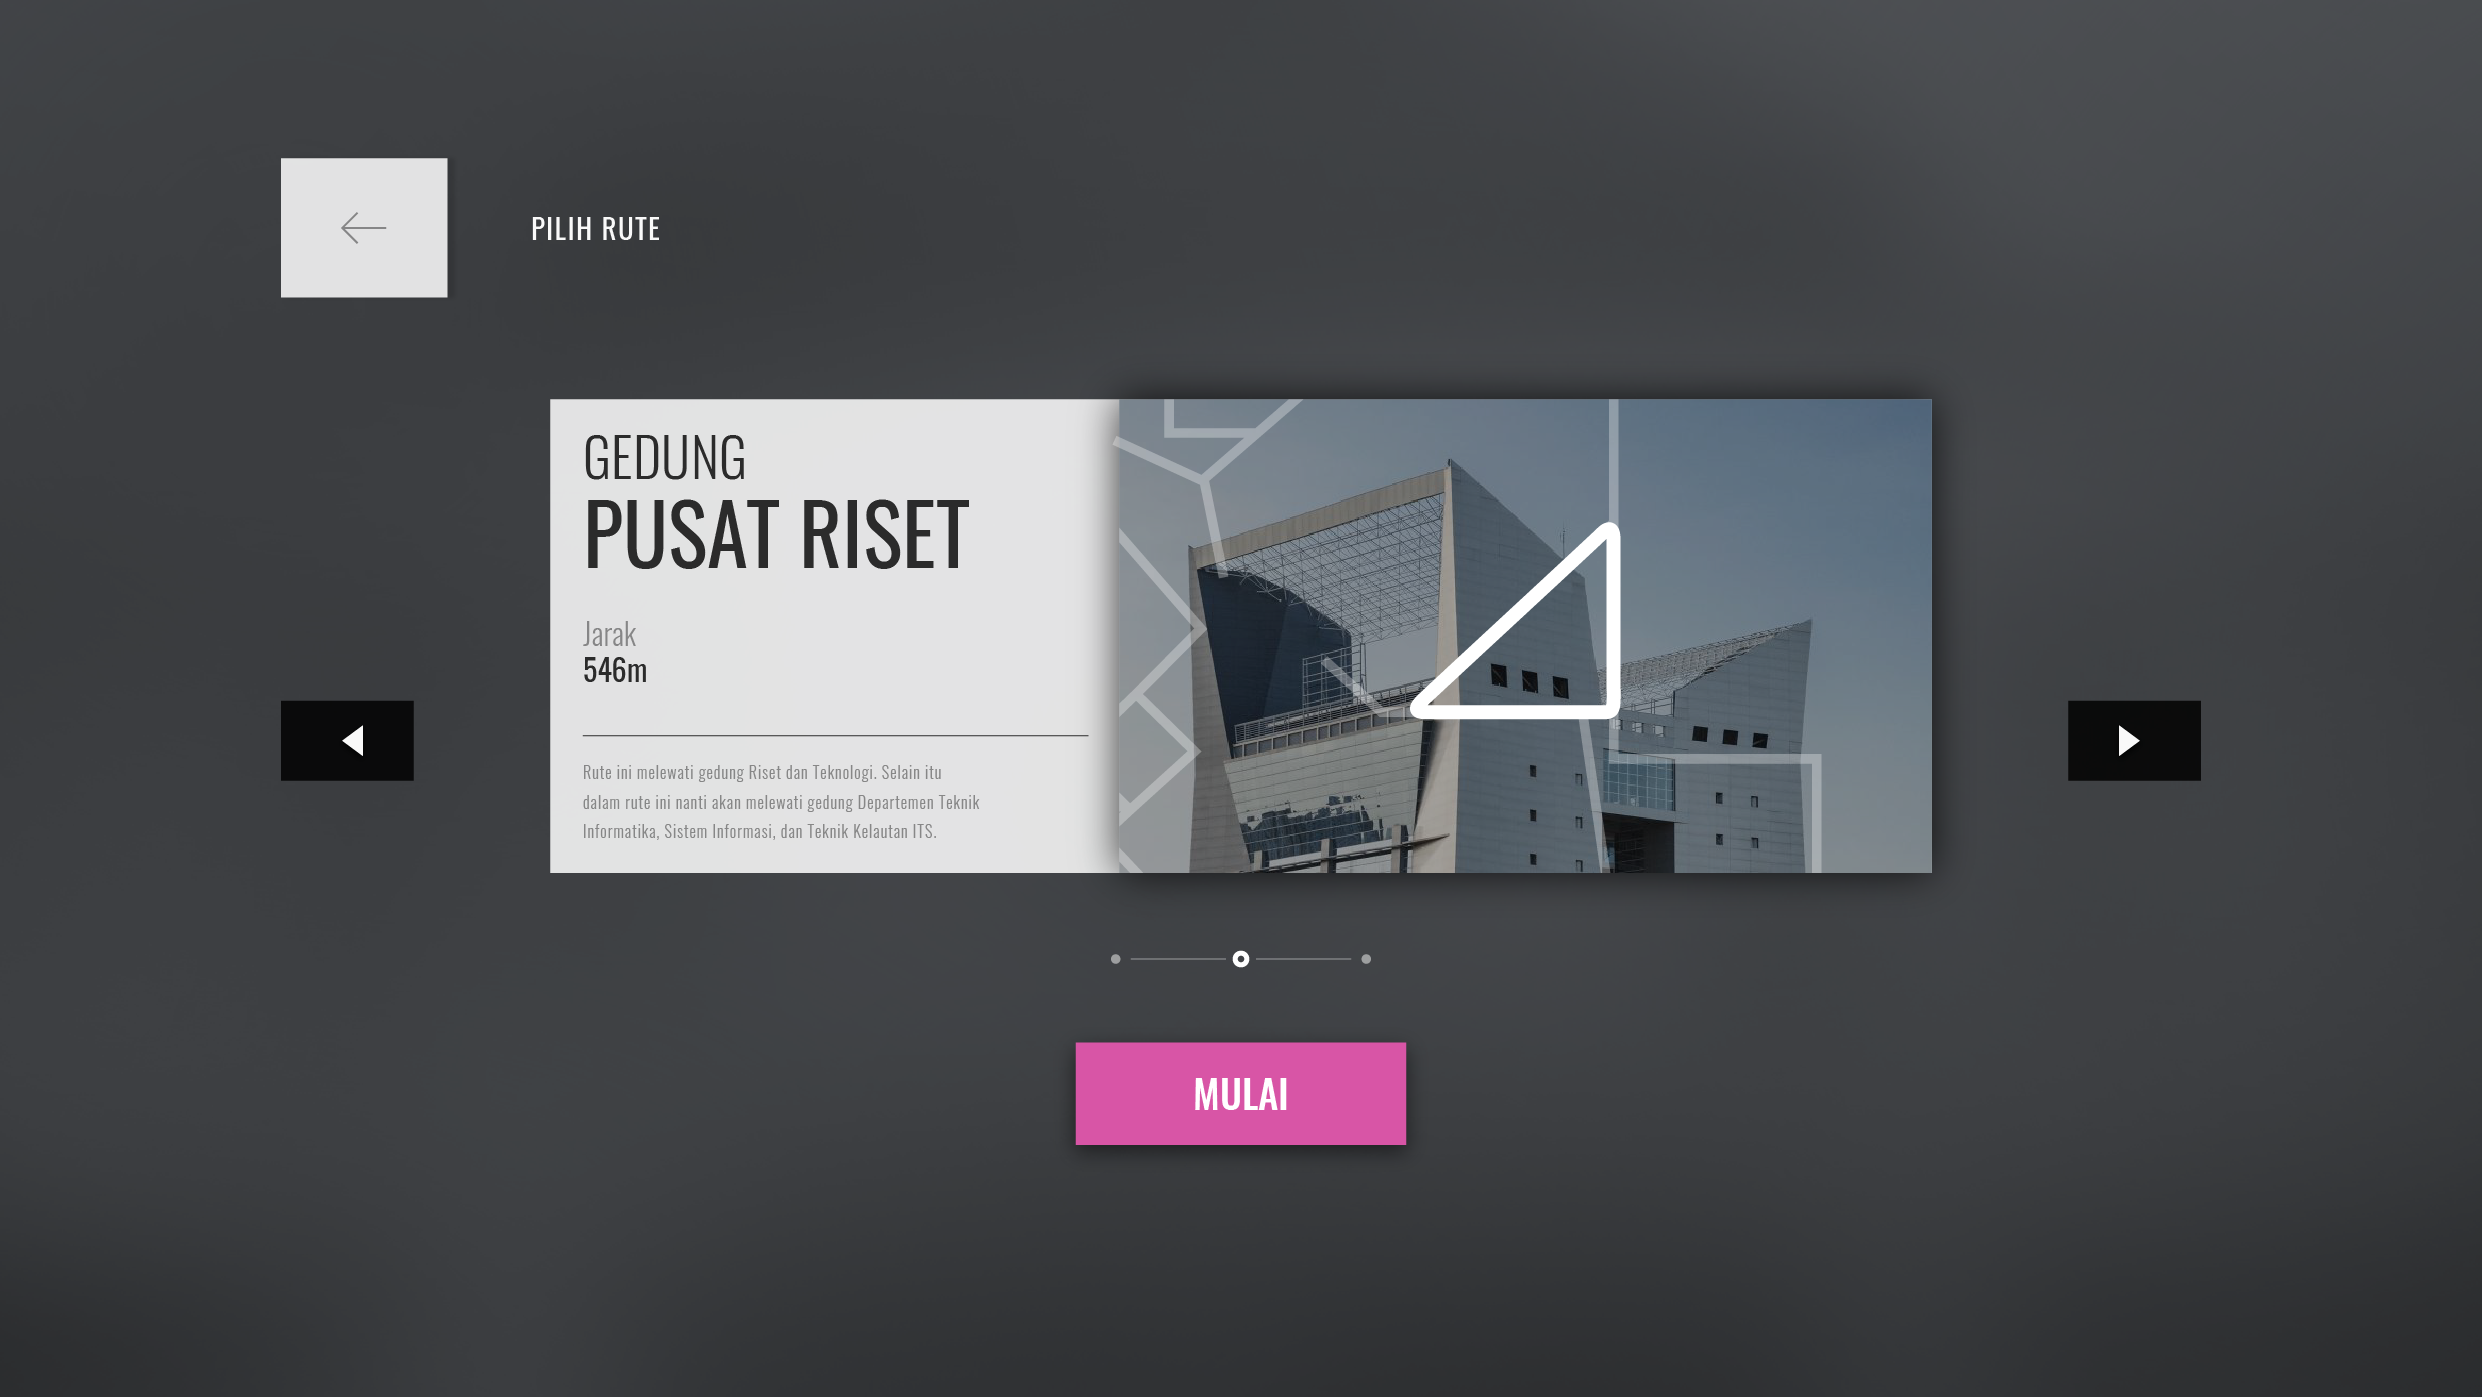 PILIH RUTE
GEDUNG
PUSAT RISET
Jarak
546m
Rute ini melewati gedung Riset dan Teknologi. Selain itu
dalam rute ini nanti akan melewati gedung Departemen Teknik
Informatika, Sistem Informasi, dan Teknik Kelautan ITS.
MULAI